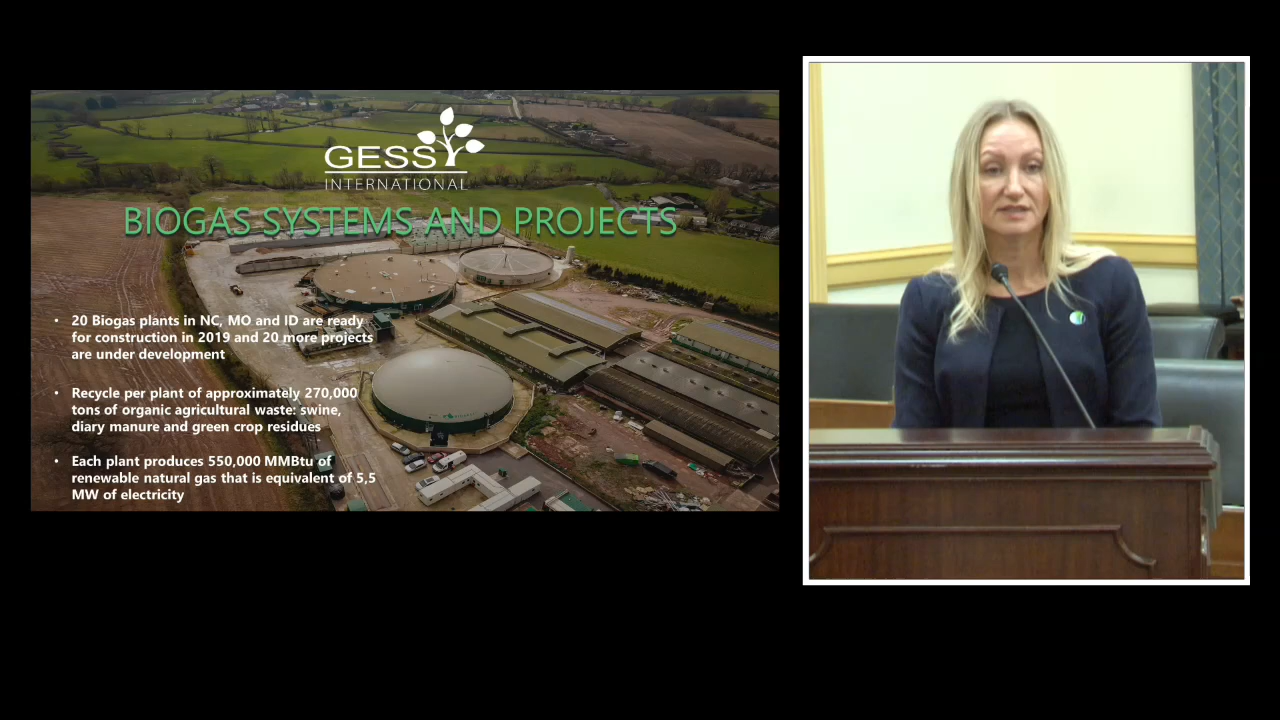 GESS
INTERNATIONAL
BIOGAS SYSTEMS AND PROJECTS
• 20 Biogas plants in NC, MO and ID are ready
for construction in 2019 and 20 more projects
are under development
• Recycle per plant of approximately 270,000
tons of organic agricultural waste: swine,
diary manure and green crop residues
• Each plant produces 550,000 MMBtu of
renewable natural gas that is equivalent of 5,5
MW of electricity